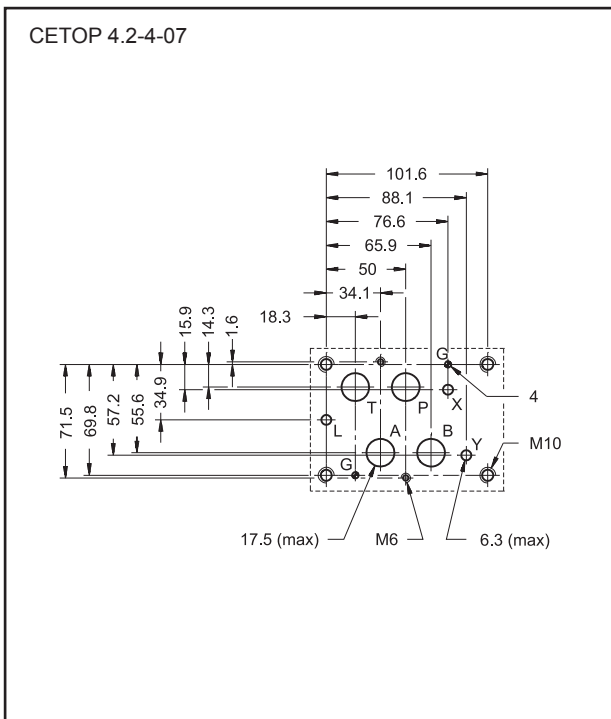 CETOP 4.2-4-07
101.6
88.1
76.6
65.9
50
34.1
18.3
15.9
14.3
1.6
G
4
T
P
X
71.5
69.8
57.2
55.6
34.9
L
A
B
Y
M10
G
17.5 (max)
M6
6.3 (max)